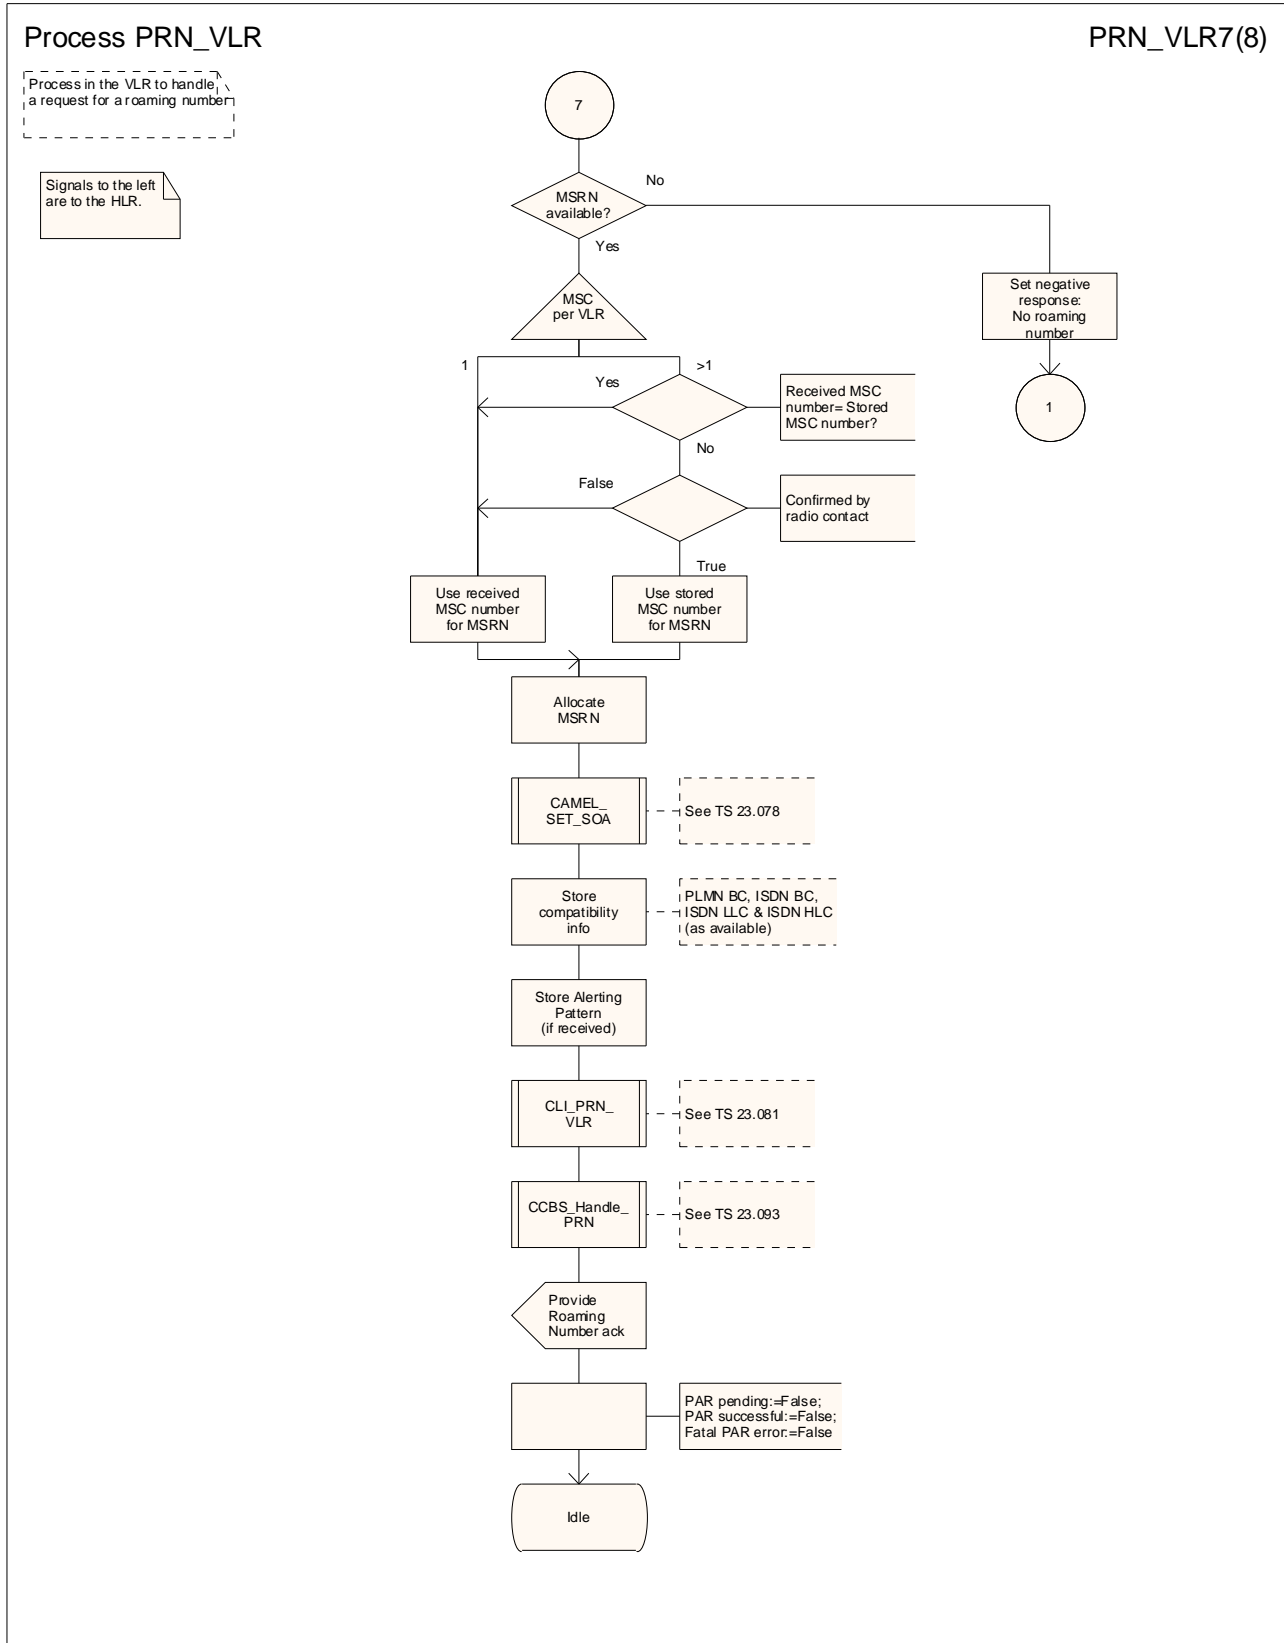 Process PRN_VLR
PRN_VLR7(8)
Process in the VLR to handle
a request for a roaming number
Signals to the left
are to the HLR.
7
MSRN
available?
No
Yes
MSC
per VLR
Set negative
response:
No roaming
number
1
>1
Yes
Received MSC
number= Stored
MSC number?
1
No
False
Confirmed by
radio contact
True
Use received
MSC number
for MSRN
Use stored
MSC number
for MSRN
Allocate
MSRN
CAMEL_
SET_SOA
See TS 23.078
Store
compatibility
info
PLMN BC, ISDN BC,
ISDN LLC & ISDN HLC
(as available)
Store Alerting
Pattern
(if received)
CLI_PRN_
VLR
See TS 23.081
CCBS_Handle_
PRN
See TS 23.093
Provide
Roaming
Number ack
PAR pending:=False;
PAR successful:=False;
Fatal PAR error:=False
Idle